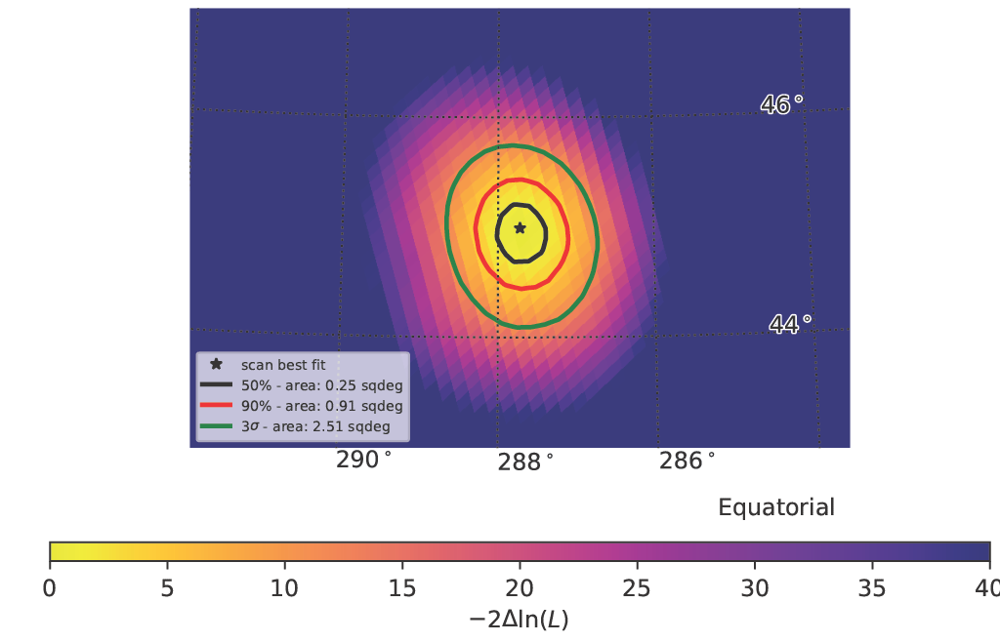 46°
44°
scan best fit
50% - area: 0.25 sqdeg
90% - area: 0.91 sqdeg
3σ - area: 2.51 sqdeg
290° 288° 286°
Equatorial
0 5 10 15 20 25 30 35 40
−2Δln(L)